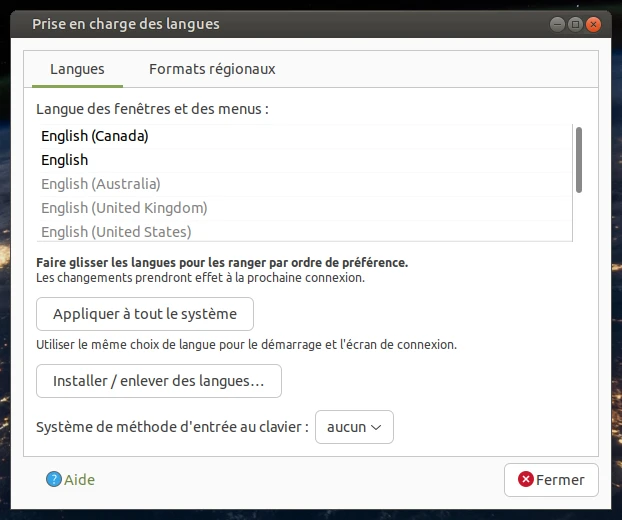 Prise en charge des langues
Langues
Formats régionaux
Langue des fenêtres et des menus :
English (Canada)
English
English (Australia)
English (United Kingdom)
English (United States)
Faire glisser les langues pour les ranger par ordre de préférence.
Les changements prendront effet à la prochaine connexion.
Appliquer à tout le système
Utiliser le même choix de langue pour le démarrage et l'écran de connexion.
Installer / enlever des langues…
Système de méthode d'entrée au clavier : aucun
Aide
Fermer